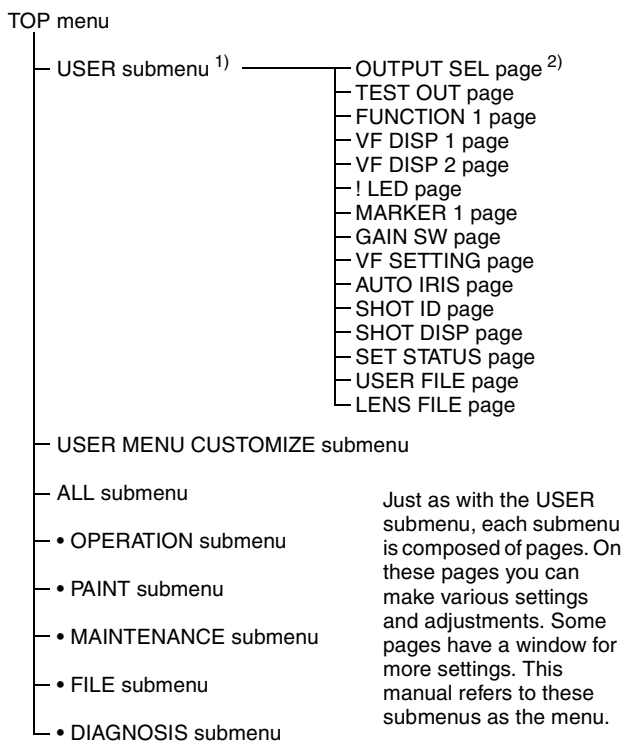 TOP menu
USER submenu 1)
OUTPUT SEL page 2)
TEST OUT page
FUNCTION 1 page
VF DISP 1 page
VF DISP 2 page
! LED page
MARKER 1 page
GAIN SW page
VF SETTING page
AUTO IRIS page
SHOT ID page
SHOT DISP page
SET STATUS page
USER FILE page
LENS FILE page
USER MENU CUSTOMIZE submenu
ALL submenu
• OPERATION submenu
• PAINT submenu
• MAINTENANCE submenu
• FILE submenu
• DIAGNOSIS submenu
Just as with the USER
submenu, each submenu
is composed of pages. On
these pages you can
make various settings
and adjustments. Some
pages have a window for
more settings. This
manual refers to these
submenus as the menu.